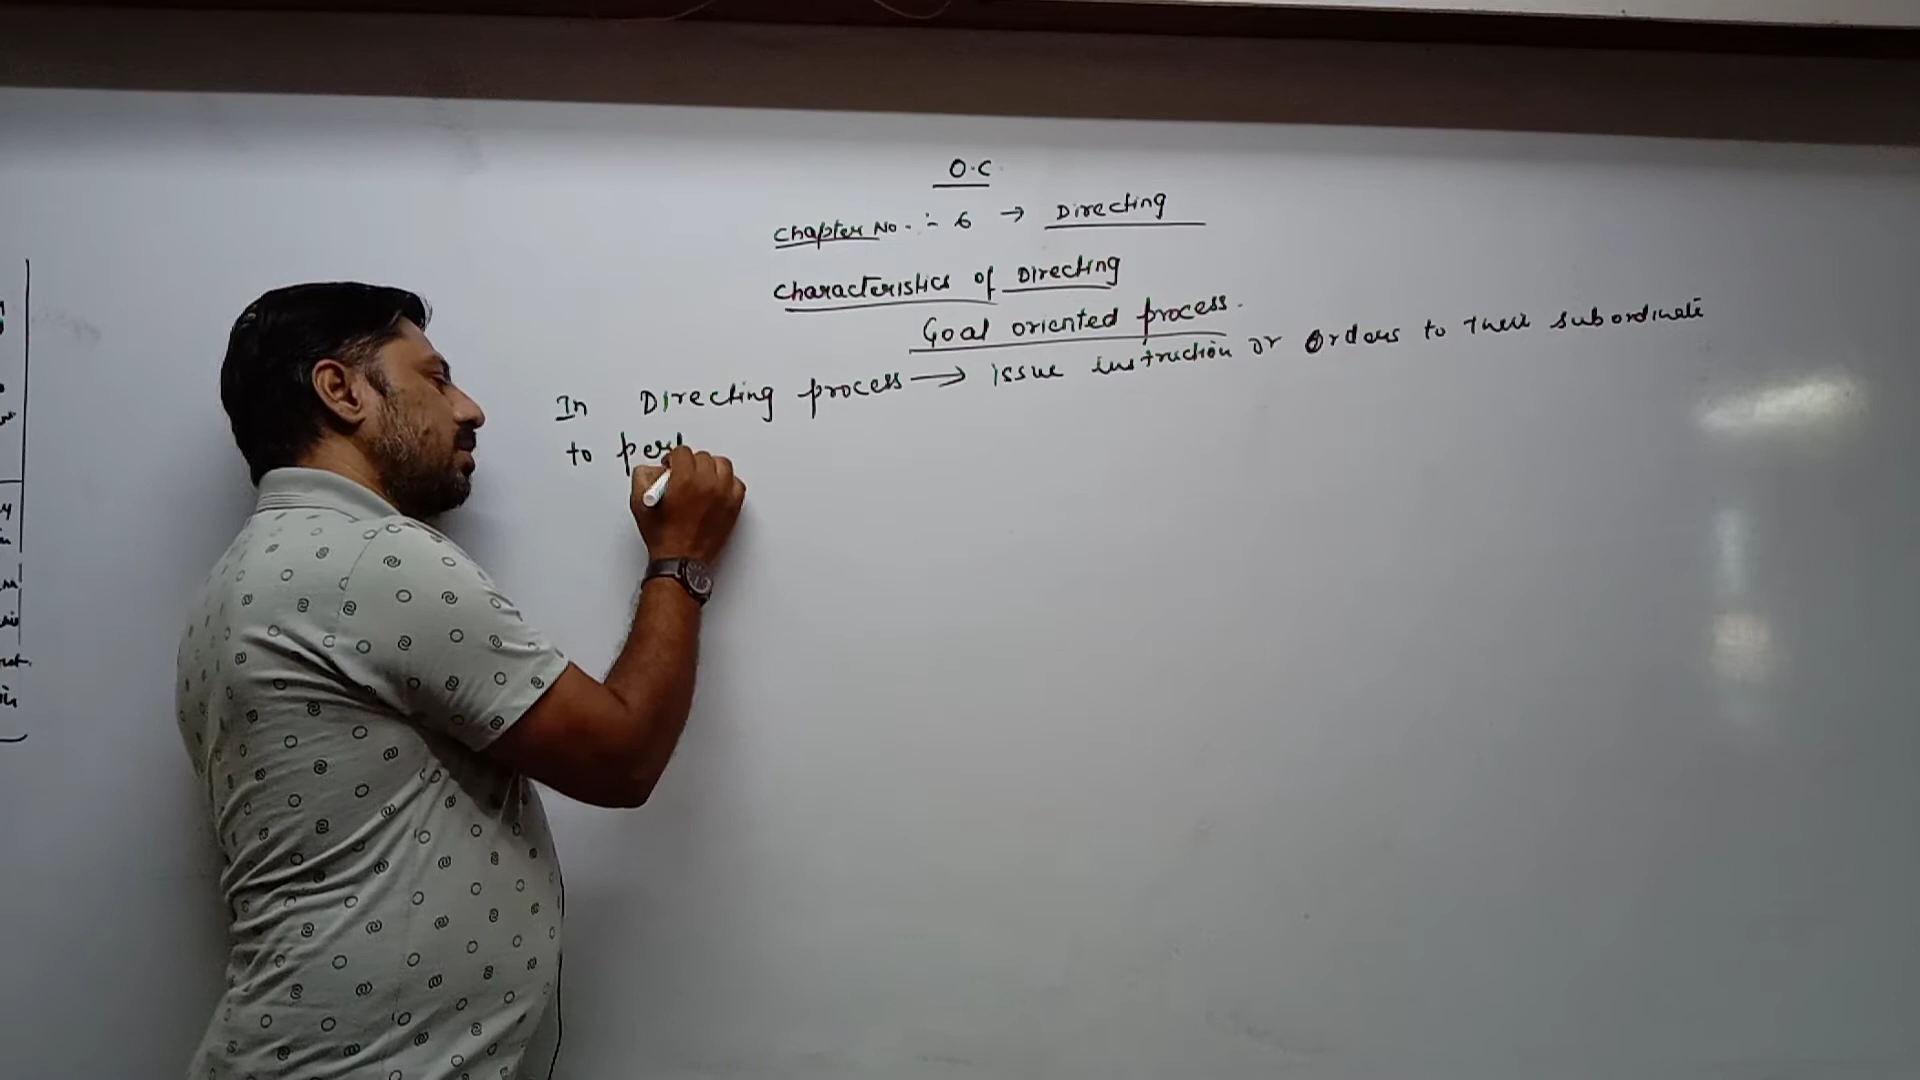 O.C
Chapter No. :- 6 → Directing
Characteristics of Directing
Goal oriented process.
In Directing process → issue instruction or orders to their subordinate
to perf